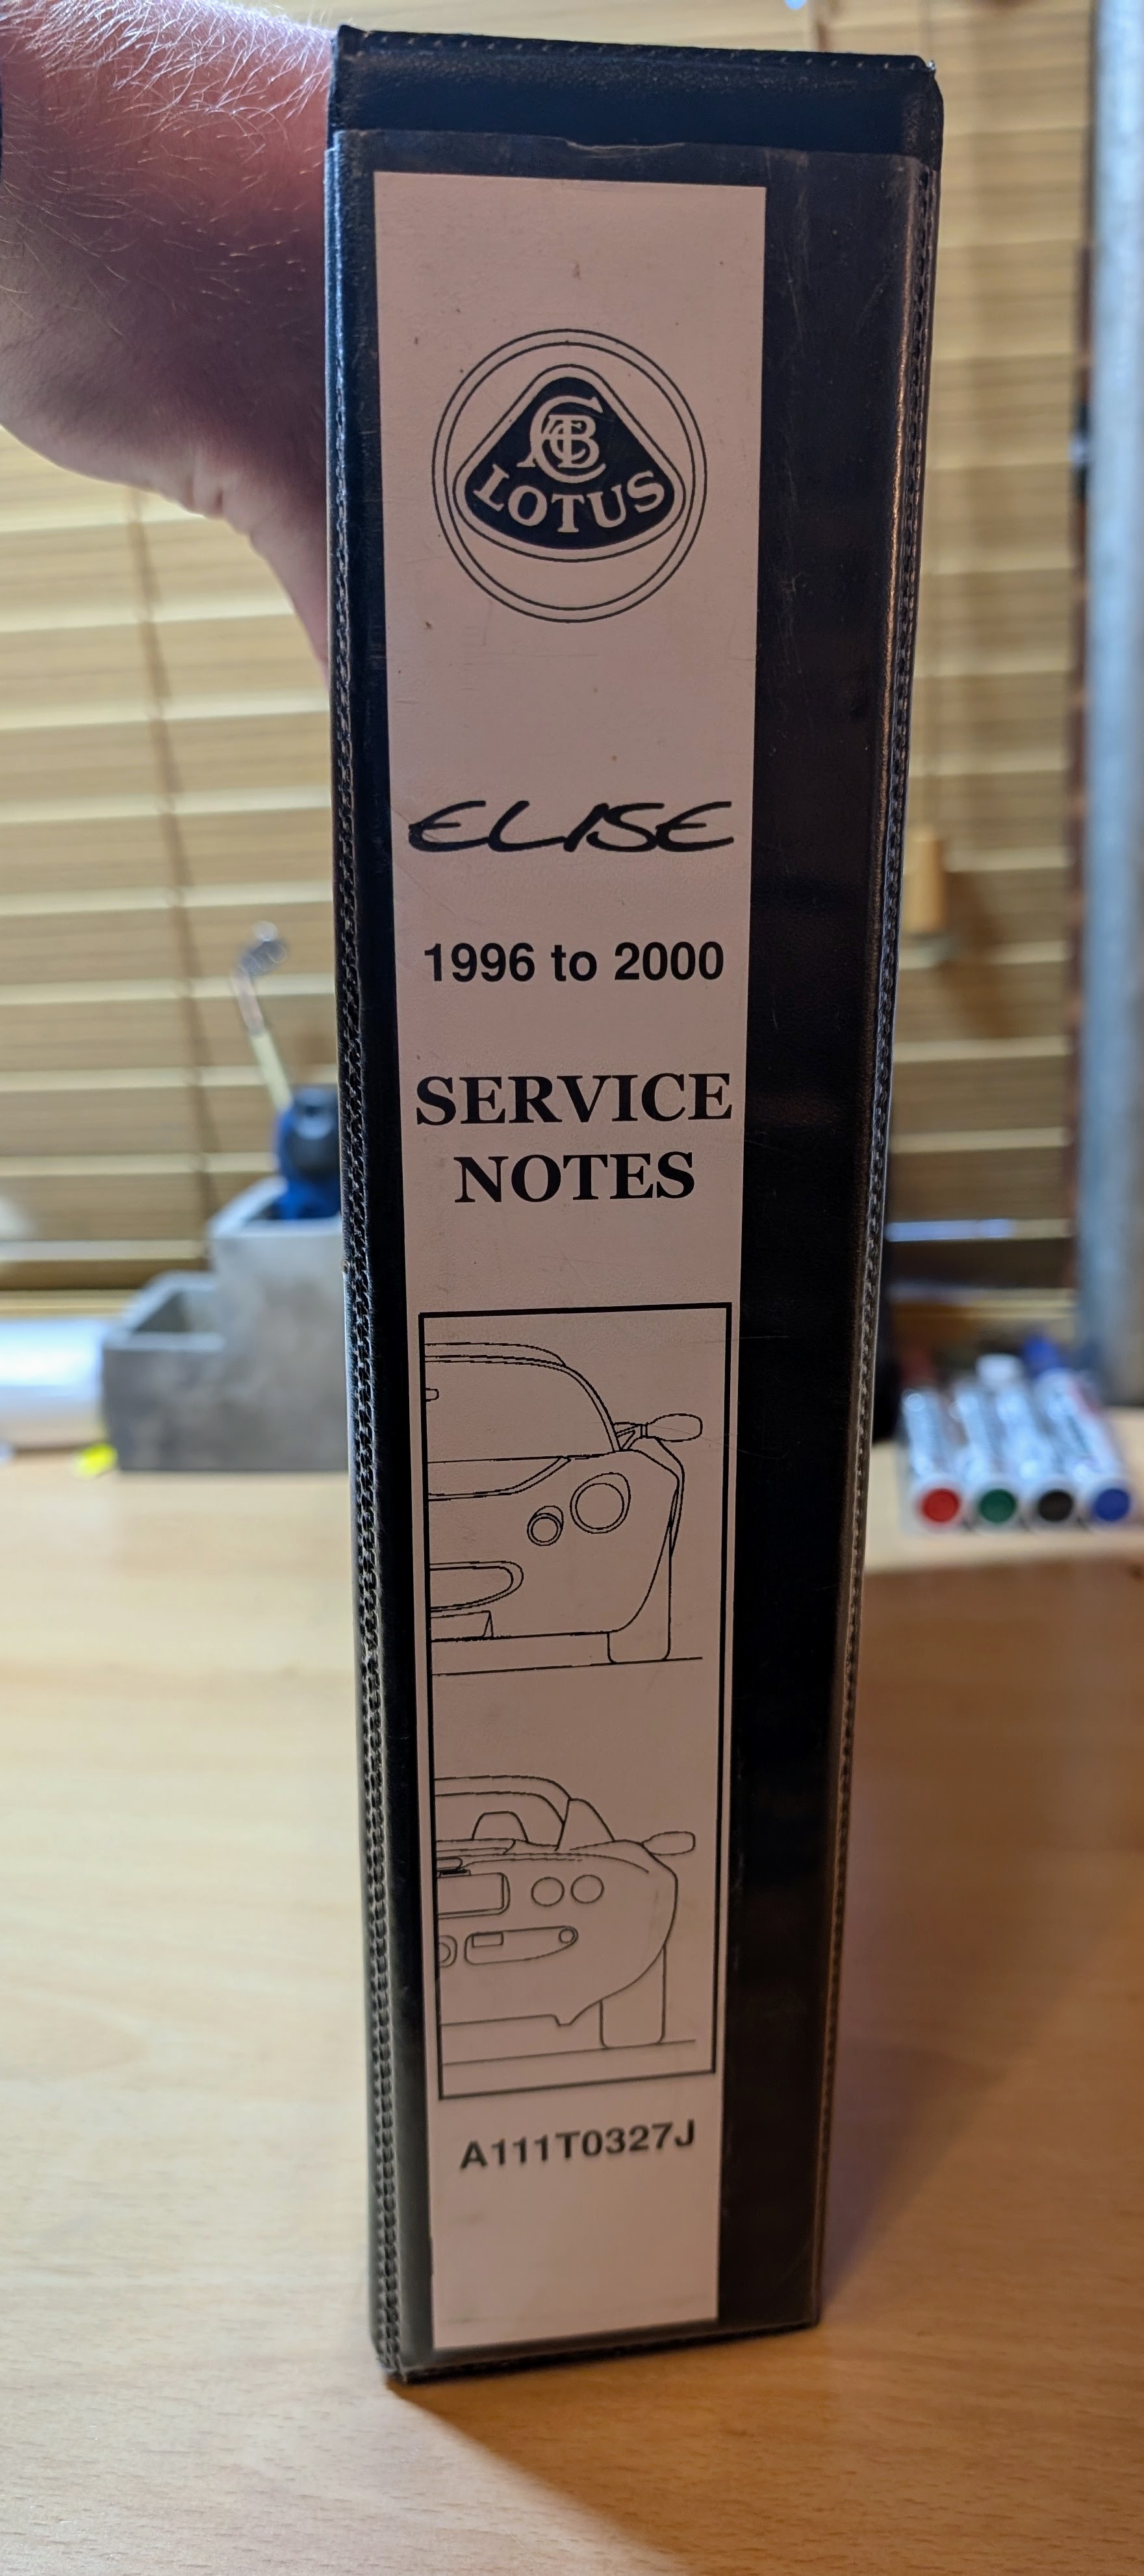 ACBC
LOTUS
ELISE
1996 to 2000
SERVICE
NOTES
A111T0327J